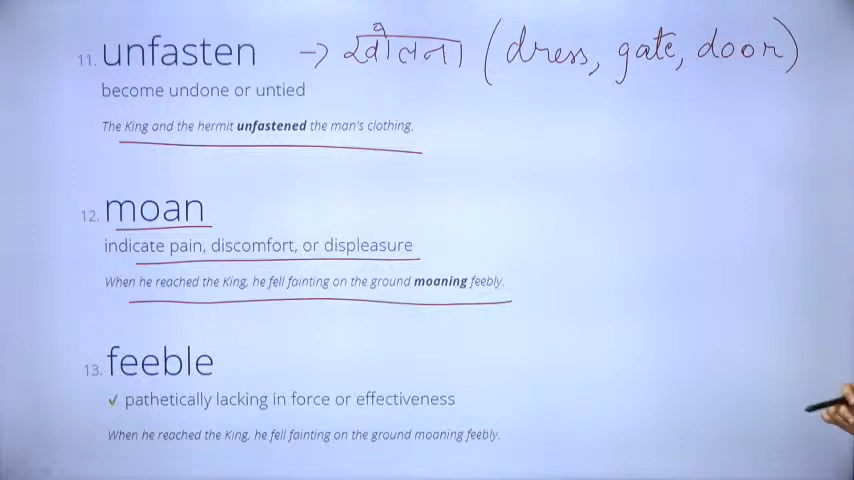 11. unfasten → खोलना (dress, gate, door)
become undone or untied
The King and the hermit unfastened the man's clothing.
12. moan
indicate pain, discomfort, or displeasure
When he reached the King, he fell fainting on the ground moaning feebly.
13. feeble
✓ pathetically lacking in force or effectiveness
When he reached the King, he fell fainting on the ground moaning feebly.